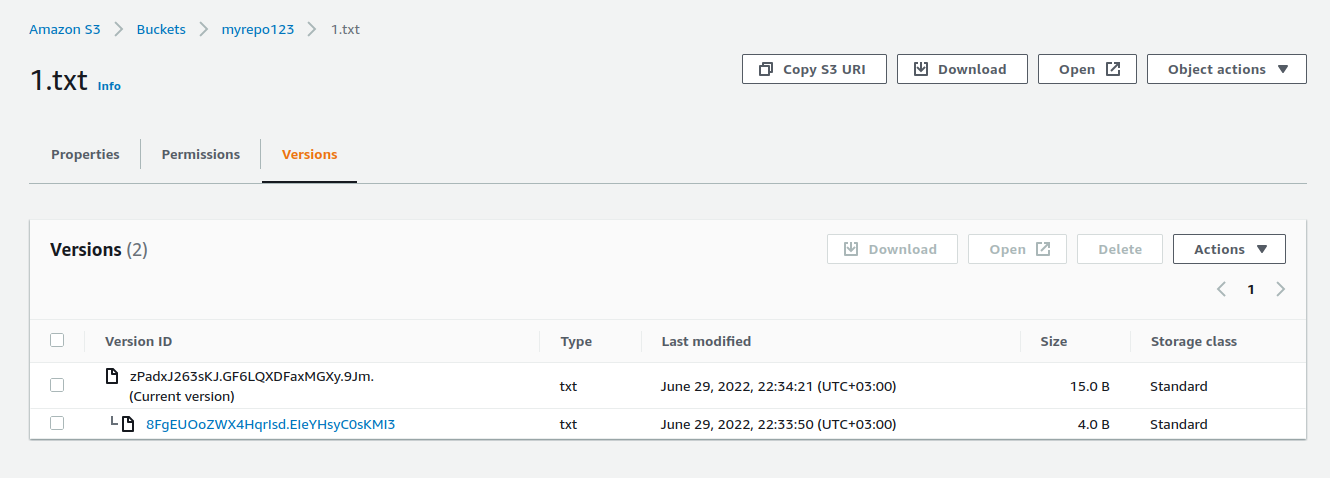 Amazon S3 > Buckets > myrepo123 > 1.txt
1.txt Info
Copy S3 URI Download Open Object actions
Properties Permissions Versions
Versions (2)
Download Open Delete Actions
1
Version ID Type Last modified Size Storage class
zPadxJ263sKJ.GF6LQXDFaxMGXy.9Jm.
(Current version) txt June 29, 2022, 22:34:21 (UTC+03:00) 15.0 B Standard
8FgEUOoZWX4HqrIsd.EIeYHsyC0sKMI3 txt June 29, 2022, 22:33:50 (UTC+03:00) 4.0 B Standard